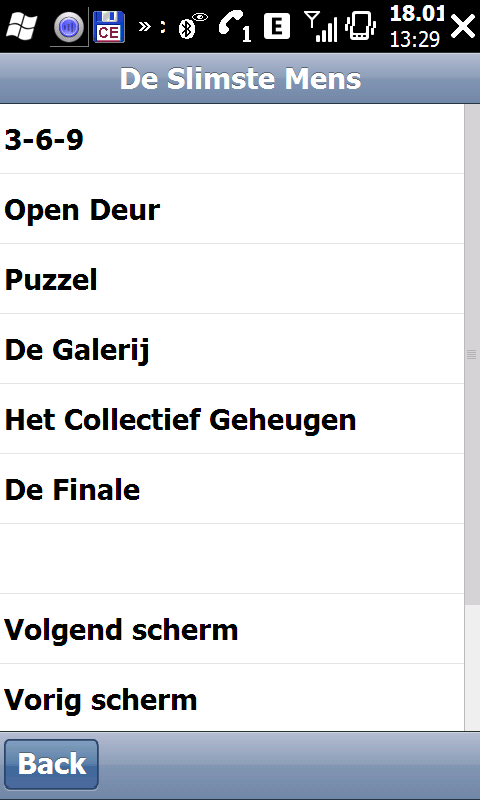 CE
»
1
E
18.01
13:29
De Slimste Mens
3-6-9
Open Deur
Puzzel
De Galerij
Het Collectief Geheugen
De Finale
Volgend scherm
Vorig scherm
Back